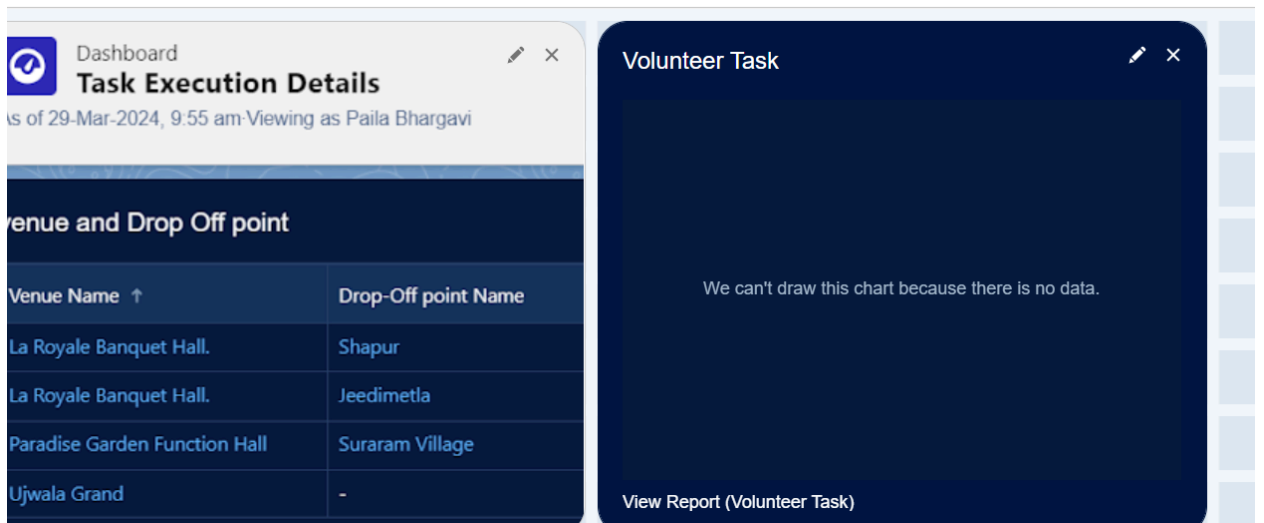 Dashboard
Task Execution Details
As of 29-Mar-2024, 9:55 am·Viewing as Paila Bhargavi
venue and Drop Off point
Venue Name ↑ Drop-Off point Name
La Royale Banquet Hall. Shapur
La Royale Banquet Hall. Jeedimetla
Paradise Garden Function Hall Suraram Village
Ujwala Grand -
Volunteer Task
We can't draw this chart because there is no data.
View Report (Volunteer Task)